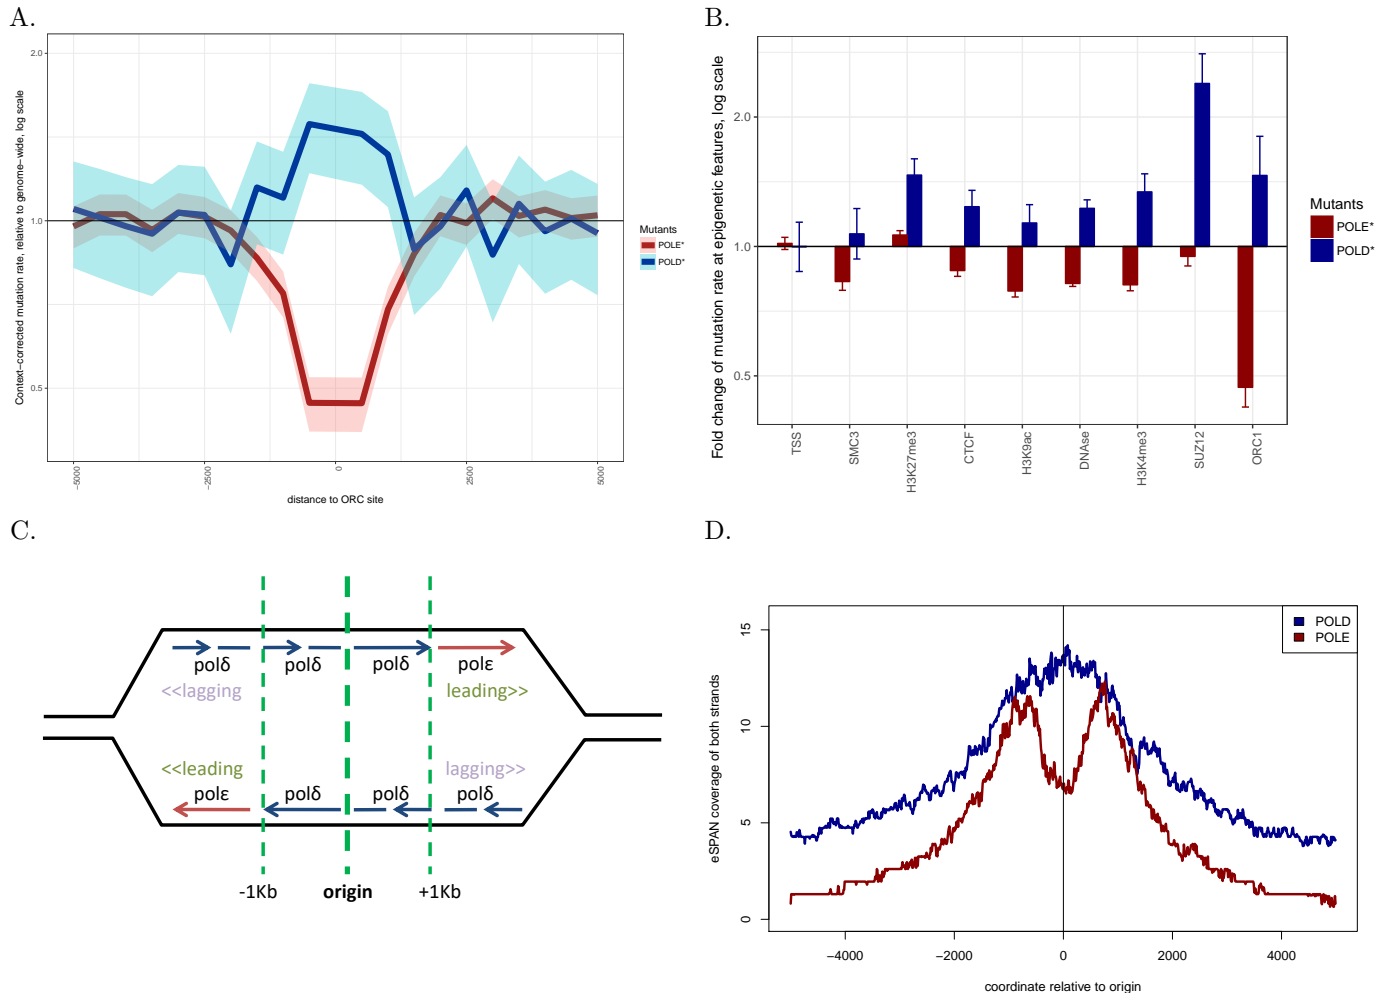 A.
Context-corrected mutation rate, relative to genome-wide, log scale
2.0
1.0
0.5
-5000
-2500
0
2500
5000
distance to ORC site
Mutants
POLE*
POLD*
B.
Fold change of mutation rate at epigenetic features, log scale
2.0
1.0
0.5
TSS
SMC3
H3K27me3
CTCF
H3K9ac
DNAse
H3K4me3
SUZ12
ORC1
Mutants
POLE*
POLD*
C.
polδ polδ polδ polε
<<lagging leading>>
<<leading lagging>>
polε polδ polδ polδ
-1Kb origin +1Kb
D.
eSPAN coverage of both strands
15
10
5
0
−4000 −2000 0 2000 4000
coordinate relative to origin
POLD
POLE